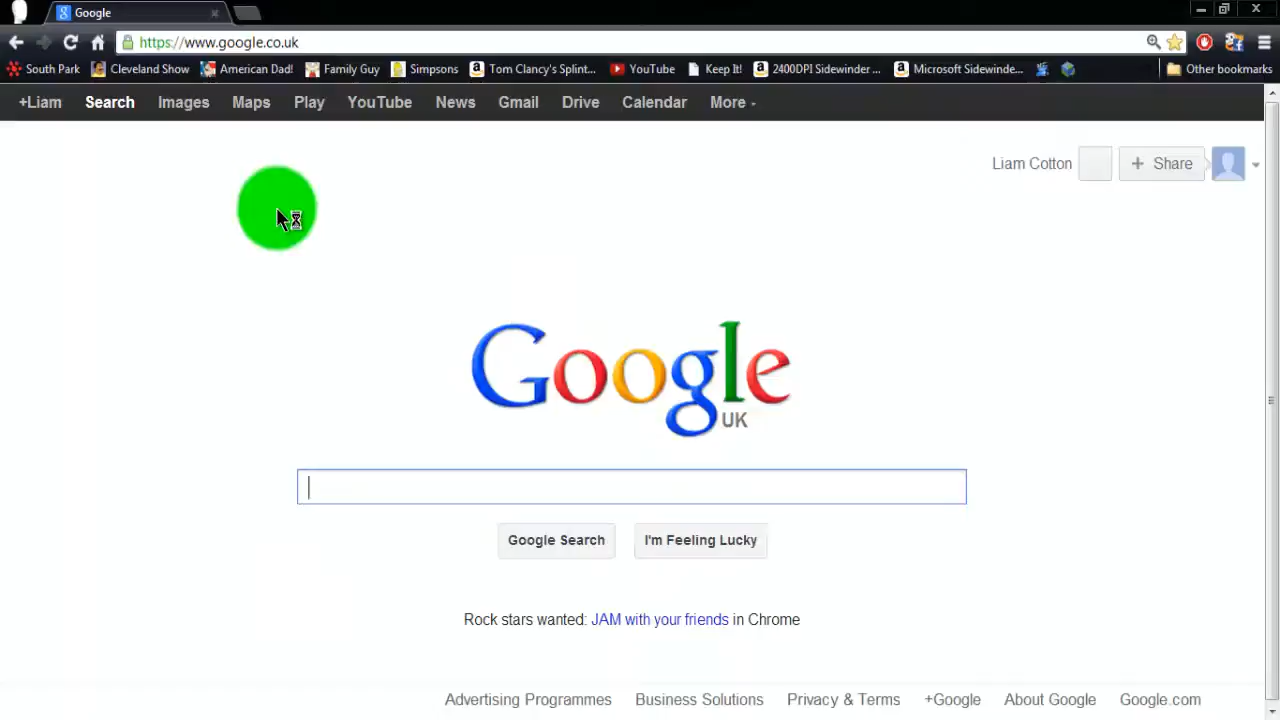 Google
https://www.google.co.uk
South Park Cleveland Show American Dad! Family Guy Simpsons Tom Clancy's Splint... YouTube Keep It! 2400DPI Sidewinder ... Microsoft Sidewinde... Other bookmarks
+Liam Search Images Maps Play YouTube News Gmail Drive Calendar More
Liam Cotton + Share
Google
UK
Google Search I'm Feeling Lucky
Rock stars wanted: JAM with your friends in Chrome
Advertising Programmes Business Solutions Privacy & Terms +Google About Google Google.com